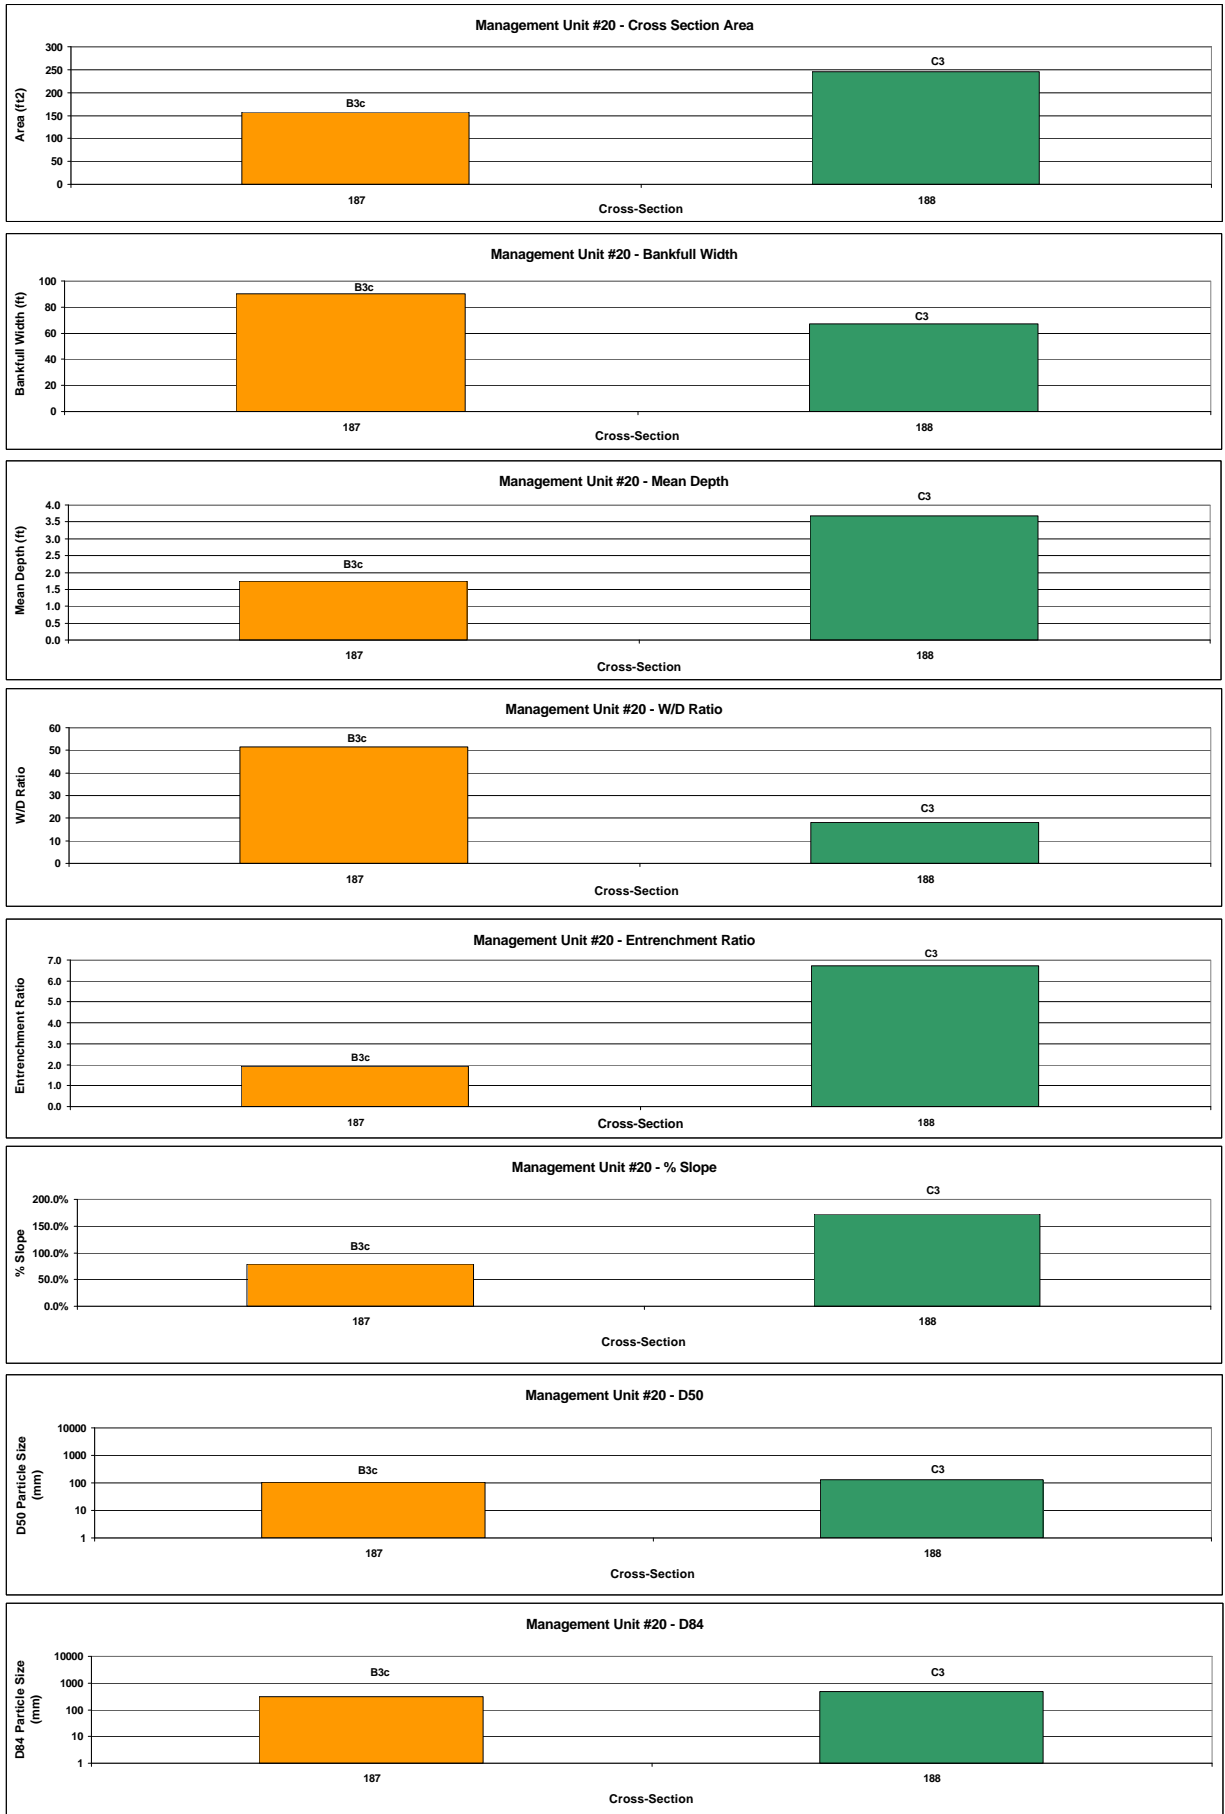 Management Unit #20 - Cross Section Area
Area (ft2)
300
250
200
150
100
50
0
B3c
C3
187
188
Cross-Section
Management Unit #20 - Bankfull Width
Bankfull Width (ft)
100
80
60
40
20
0
B3c
C3
187
188
Cross-Section
Management Unit #20 - Mean Depth
Mean Depth (ft)
4.0
3.5
3.0
2.5
2.0
1.5
1.0
0.5
0.0
B3c
C3
187
188
Cross-Section
Management Unit #20 - W/D Ratio
W/D Ratio
60
50
40
30
20
10
0
B3c
C3
187
188
Cross-Section
Management Unit #20 - Entrenchment Ratio
Entrenchment Ratio
7.0
6.0
5.0
4.0
3.0
2.0
1.0
0.0
B3c
C3
187
188
Cross-Section
Management Unit #20 - % Slope
% Slope
200.0%
150.0%
100.0%
50.0%
0.0%
B3c
C3
187
188
Cross-Section
Management Unit #20 - D50
D50 Particle Size
(mm)
10000
1000
100
10
1
B3c
C3
187
188
Cross-Section
Management Unit #20 - D84
D84 Particle Size
(mm)
10000
1000
100
10
1
B3c
C3
187
188
Cross-Section